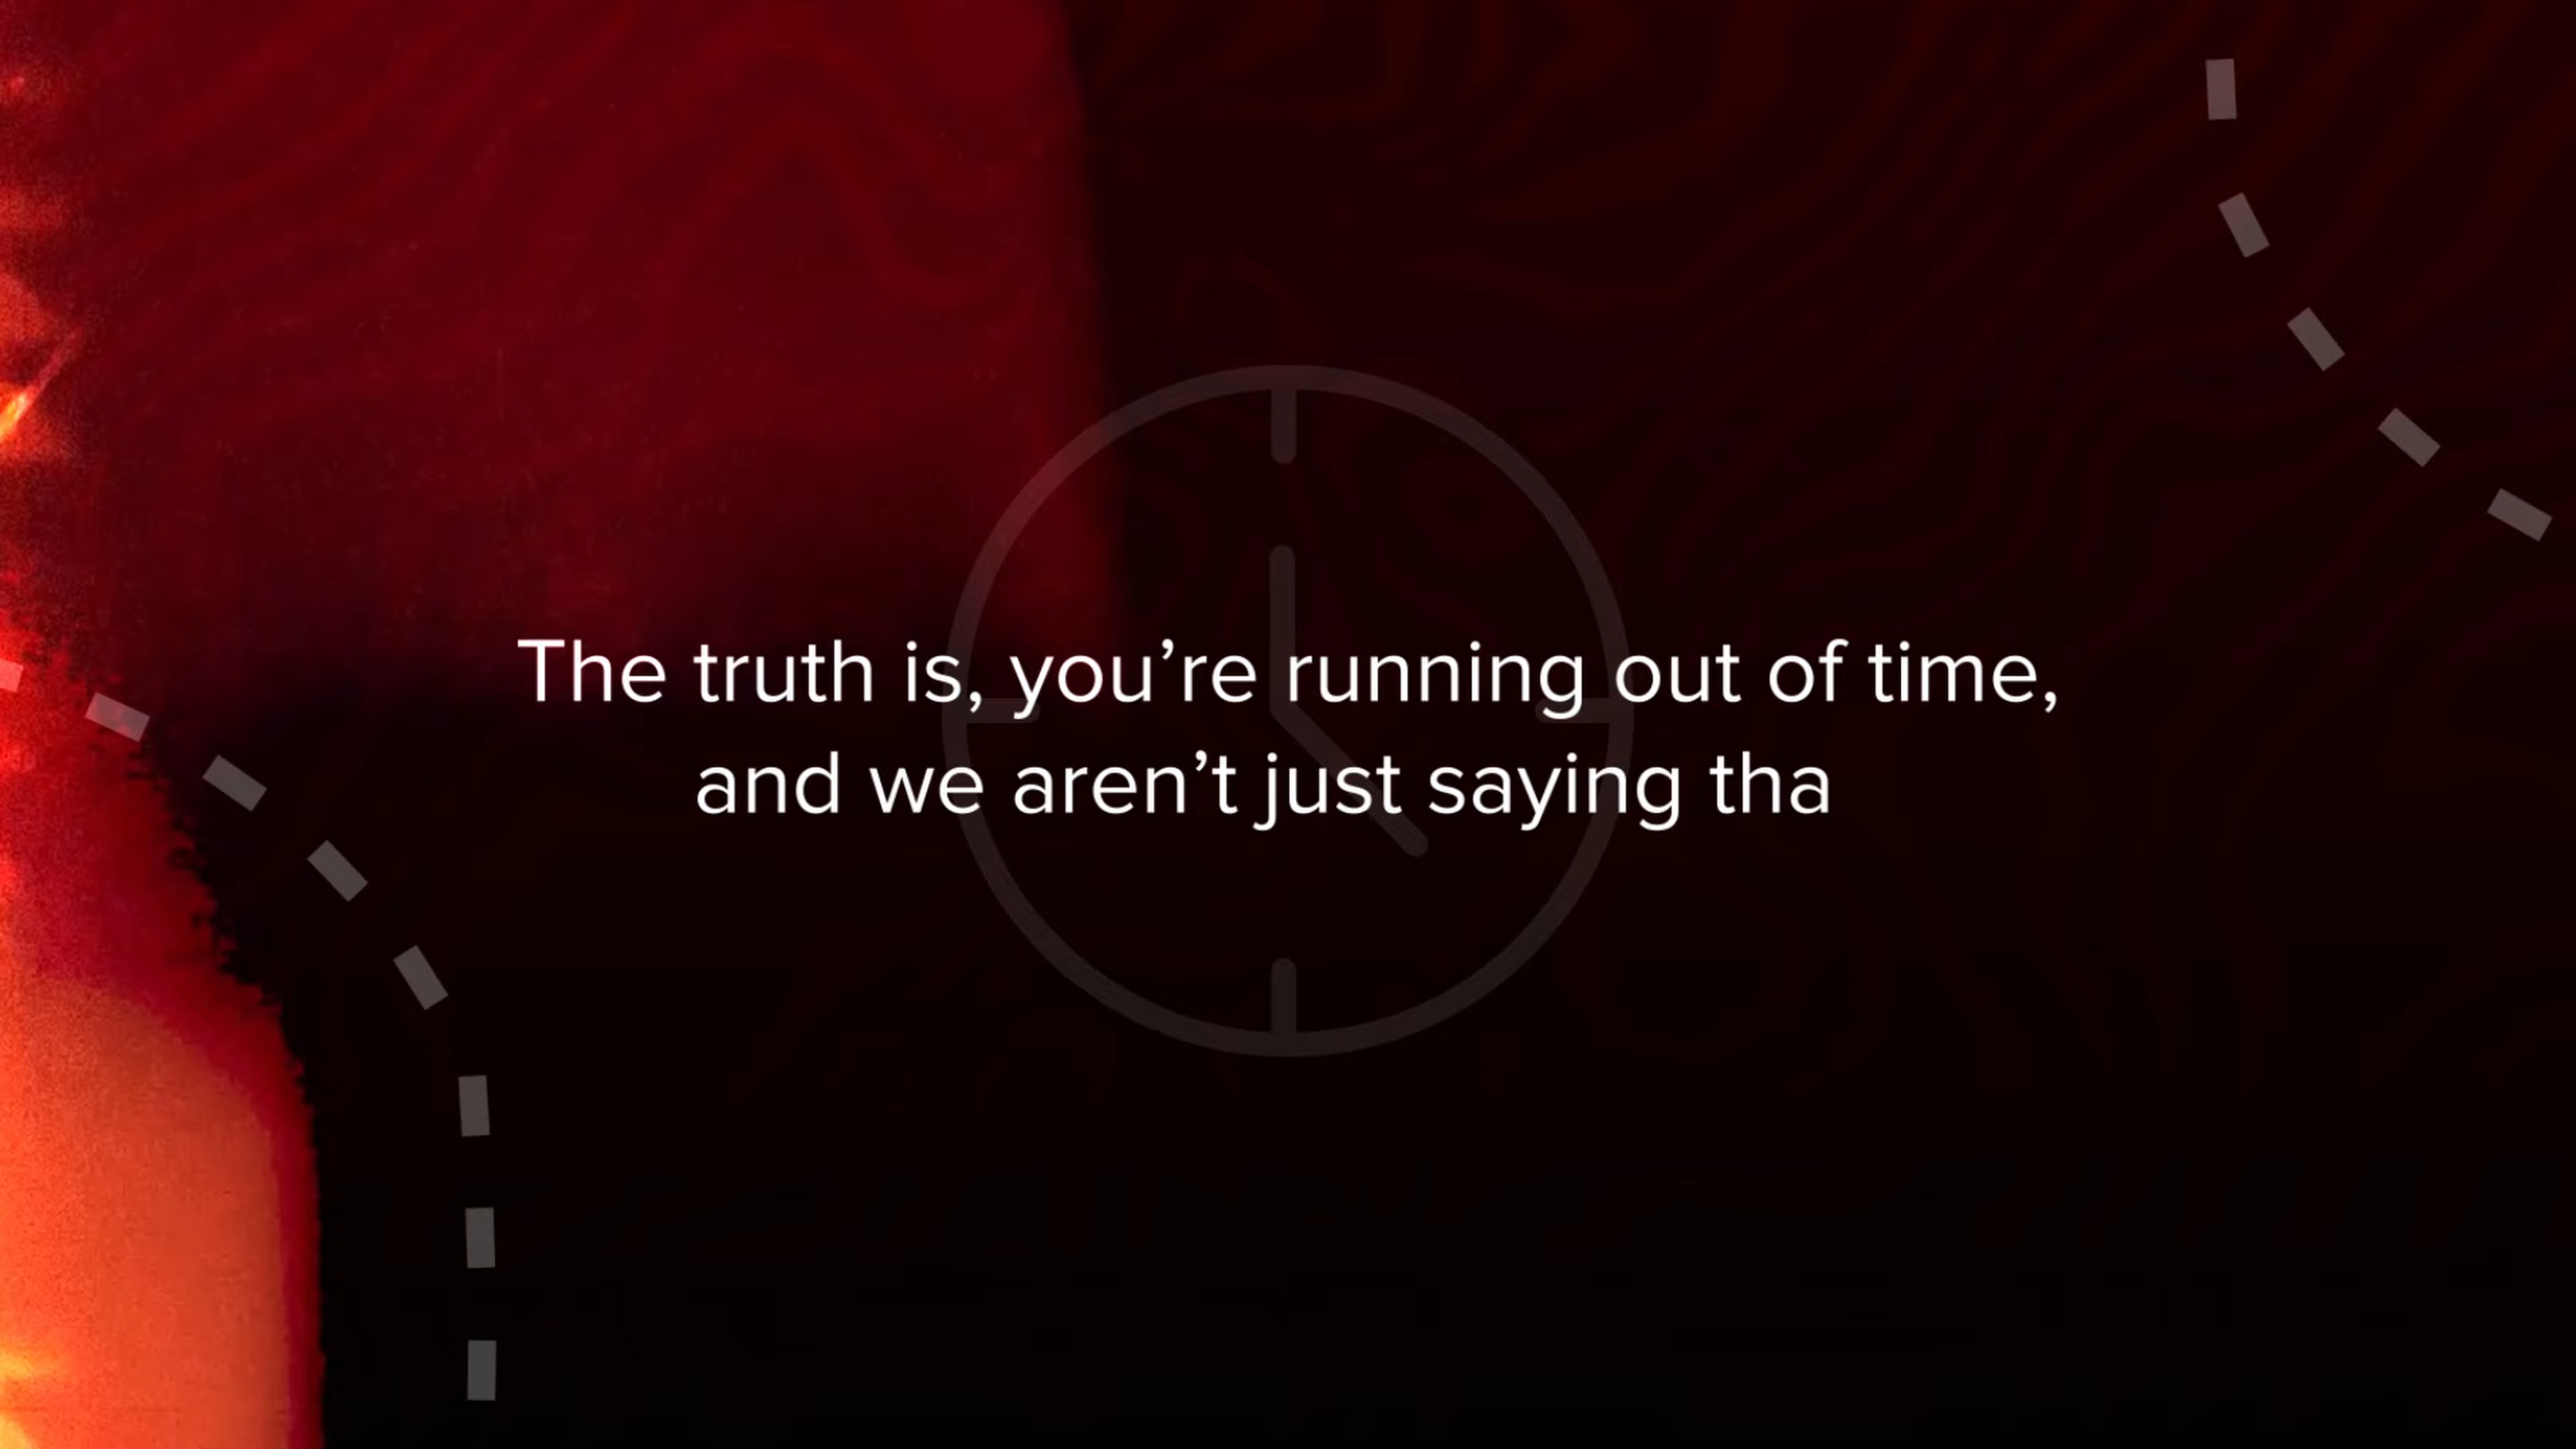 The truth is, you’re running out of time,
and we aren’t just saying tha